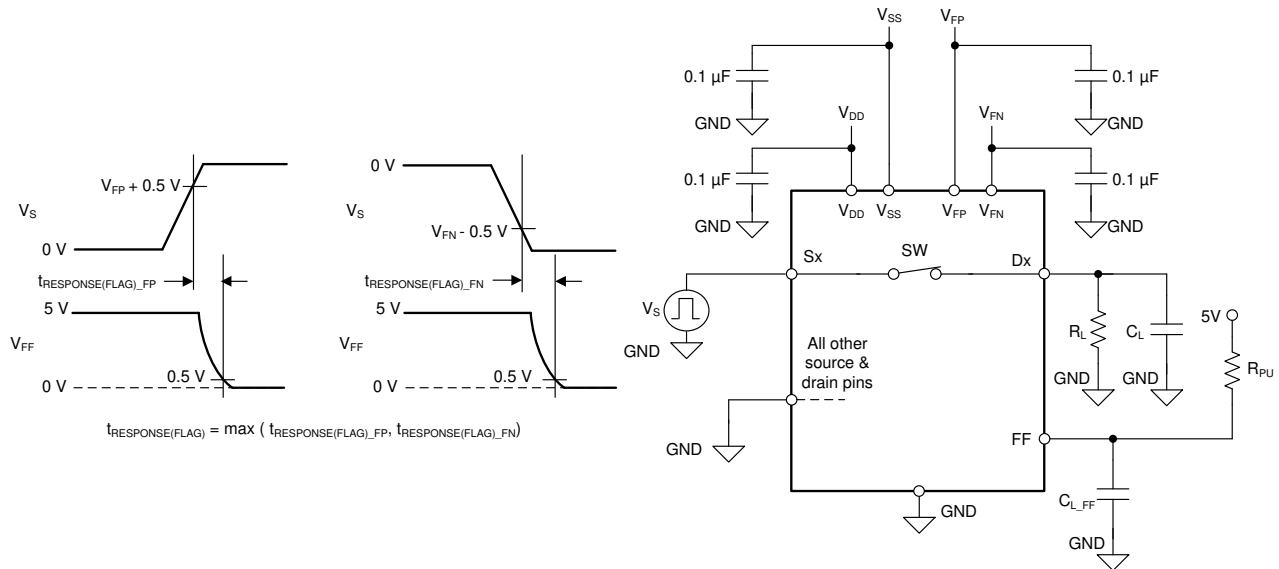 V_FP + 0.5 V
V_S
0 V
t_RESPONSE(FLAG)_FP
5 V
V_FF
0.5 V
0 V
0 V
V_S
V_FN - 0.5 V
t_RESPONSE(FLAG)_FN
5 V
V_FF
0.5 V
0 V
t_RESPONSE(FLAG) = max ( t_RESPONSE(FLAG)_FP, t_RESPONSE(FLAG)_FN)
V_SS
V_FP
0.1 µF
0.1 µF
GND
GND
V_DD
V_FN
0.1 µF
0.1 µF
GND
GND
V_DD
V_SS
V_FP
V_FN
Sx
SW
Dx
V_S
GND
R_L
C_L
5V
R_PU
GND
GND
All other
source &
drain pins
GND
FF
C_L_FF
GND
GND